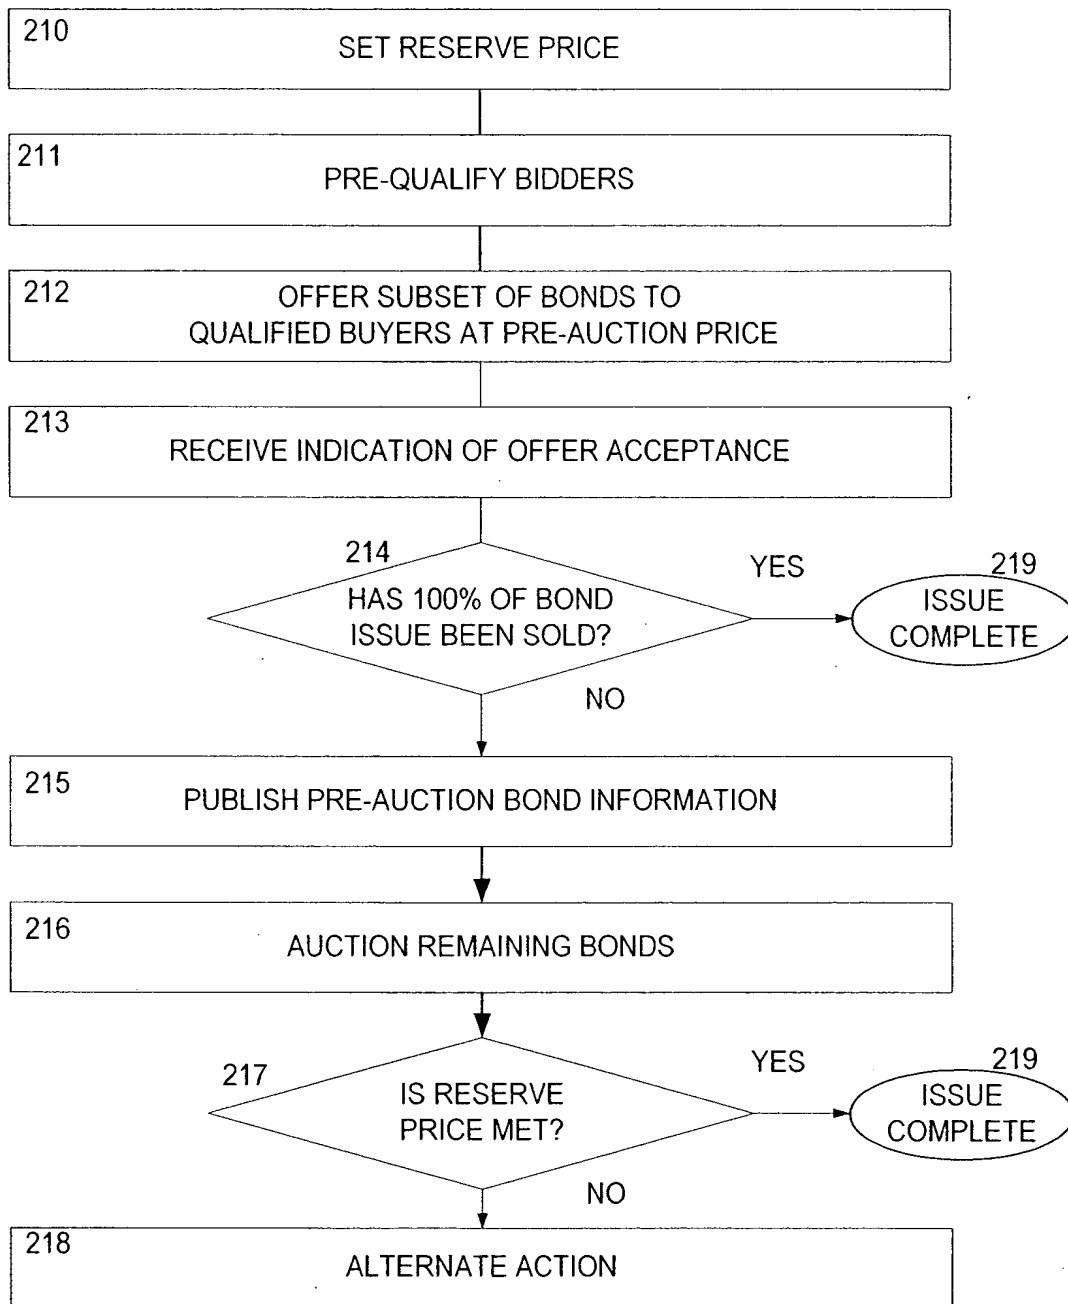 210
SET RESERVE PRICE
211
PRE-QUALIFY BIDDERS
212
OFFER SUBSET OF BONDS TO
QUALIFIED BUYERS AT PRE-AUCTION PRICE
213
RECEIVE INDICATION OF OFFER ACCEPTANCE
214
HAS 100% OF BOND
ISSUE BEEN SOLD?
YES
219
ISSUE
COMPLETE
NO
215
PUBLISH PRE-AUCTION BOND INFORMATION
216
AUCTION REMAINING BONDS
217
IS RESERVE
PRICE MET?
YES
219
ISSUE
COMPLETE
NO
218
ALTERNATE ACTION